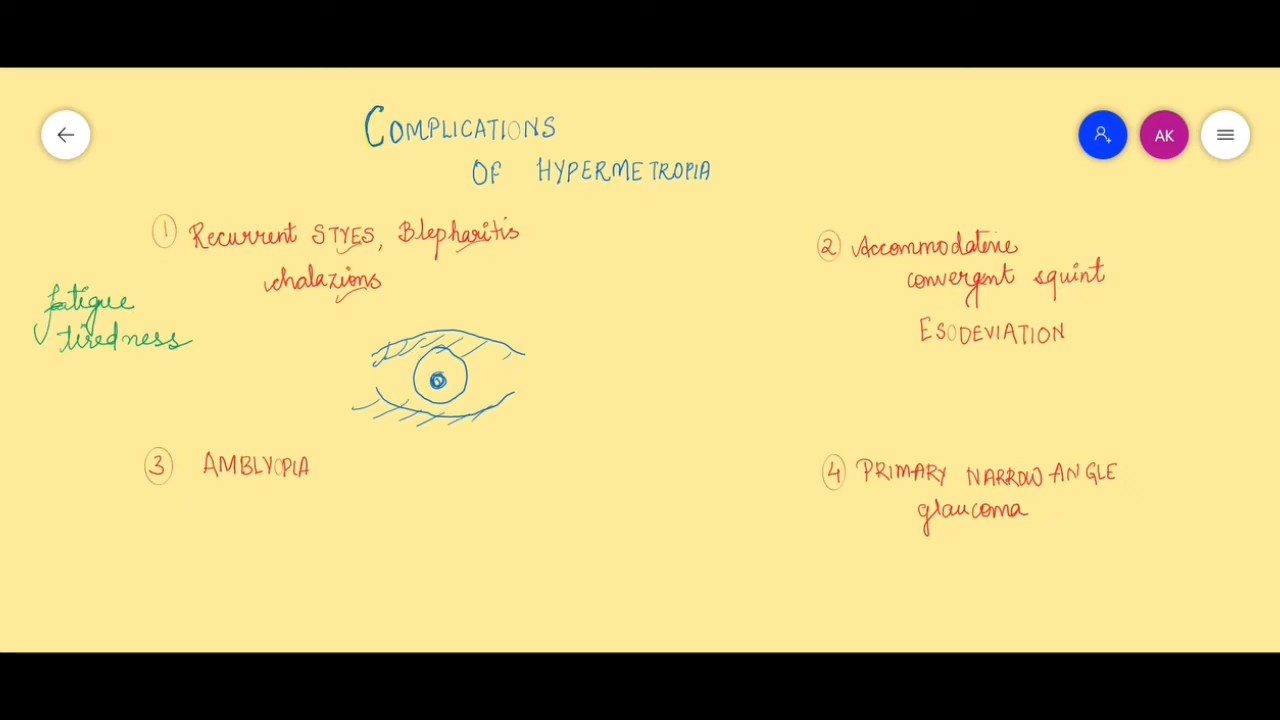 COMPLICATIONS
OF HYPERMETROPIA
AK
1 Recurrent STYES, Blepharitis
chalazions
fatigue
tiredness
2 Accommodative
convergent squint
ESODEVIATION
3 AMBLYOPIA
4 PRIMARY NARROW ANGLE
glaucoma